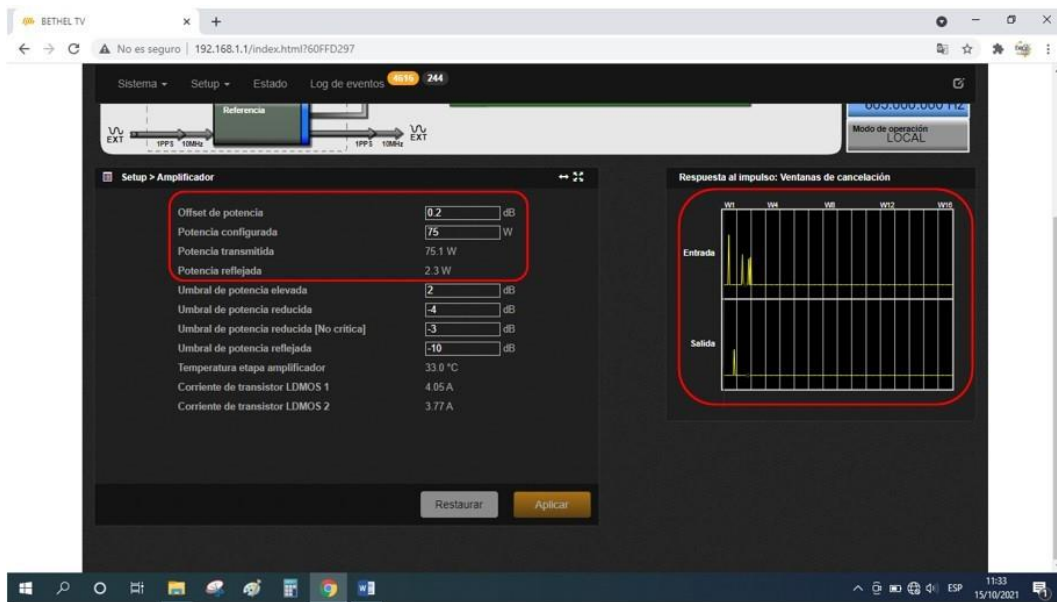 BETHEL TV
No es seguro | 192.168.1.1/index.html?60FFD297
Sistema Setup Estado Log de eventos 4616 244
Referencia
EXT 1PPS 10MHz 1PPS 10MHz EXT
Modo de operación
LOCAL
Setup > Amplificador
Offset de potencia 0.2 dB
Potencia configurada 75 W
Potencia transmitida 75.1 W
Potencia reflejada 2.3 W
Umbral de potencia elevada 2 dB
Umbral de potencia reducida -4 dB
Umbral de potencia reducida [No crítica] -3 dB
Umbral de potencia reflejada -10 dB
Temperatura etapa amplificador 33.0 °C
Corriente de transistor LDMOS 1 4.05 A
Corriente de transistor LDMOS 2 3.77 A
Restaurar Aplicar
Respuesta al impulso: Ventanas de cancelación
W1 W4 W8 W12 W16
Entrada
Salida
ESP 11:33
15/10/2021